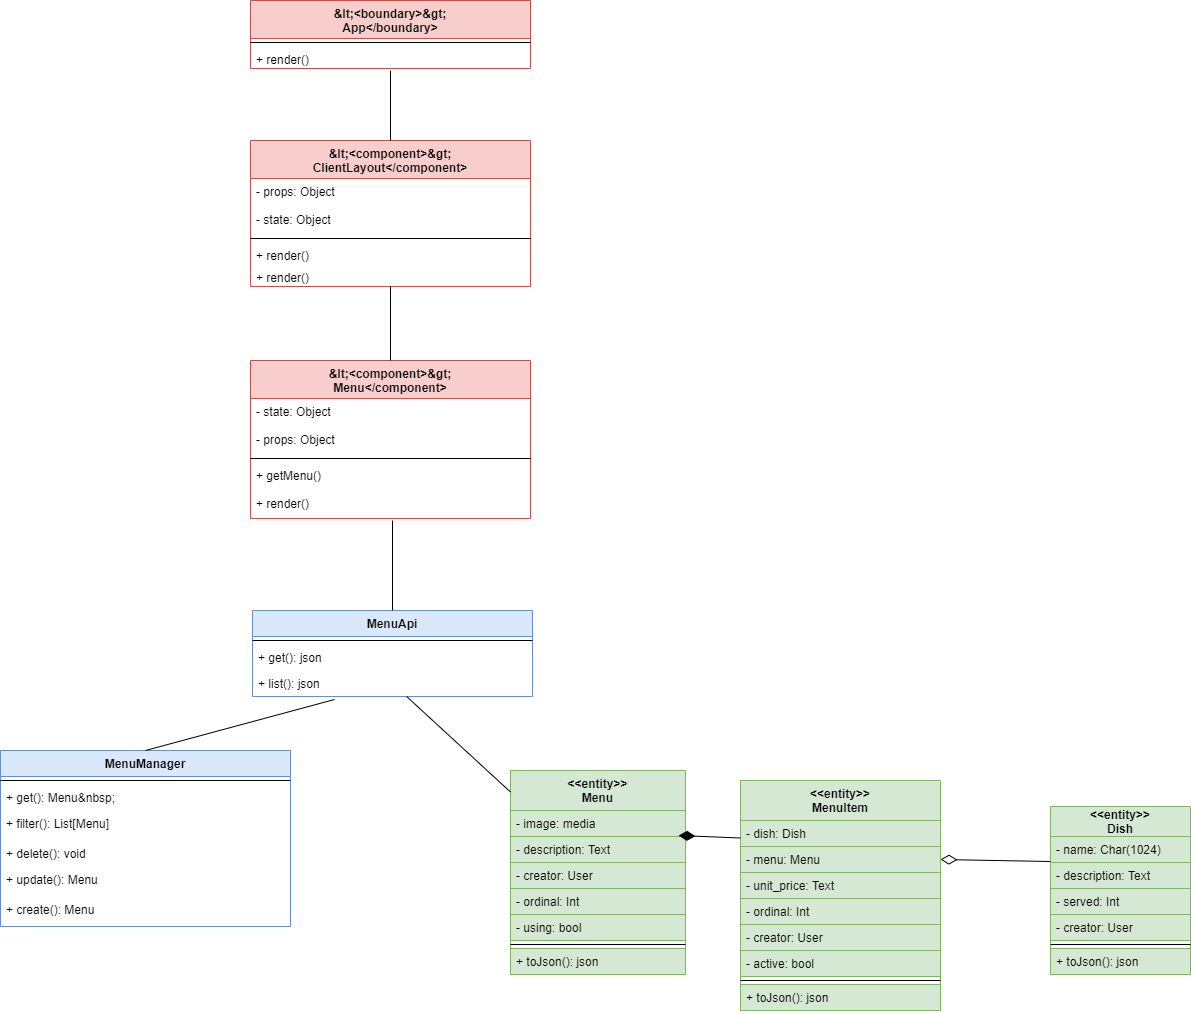 &lt;<boundary>&gt;
App</boundary>
+ render()
&lt;<component>&gt;
ClientLayout</component>
- props: Object
- state: Object
+ render()
+ render()
&lt;<component>&gt;
Menu</component>
- state: Object
- props: Object
+ getMenu()
+ render()
MenuApi
+ get(): json
+ list(): json
MenuManager
+ get(): Menu&nbsp;
+ filter(): List[Menu]
+ delete(): void
+ update(): Menu
+ create(): Menu
<<entity>>
Menu
- image: media
- description: Text
- creator: User
- ordinal: Int
- using: bool
+ toJson(): json
<<entity>>
MenuItem
- dish: Dish
- menu: Menu
- unit_price: Text
- ordinal: Int
- creator: User
- active: bool
+ toJson(): json
<<entity>>
Dish
- name: Char(1024)
- description: Text
- served: Int
- creator: User
+ toJson(): json